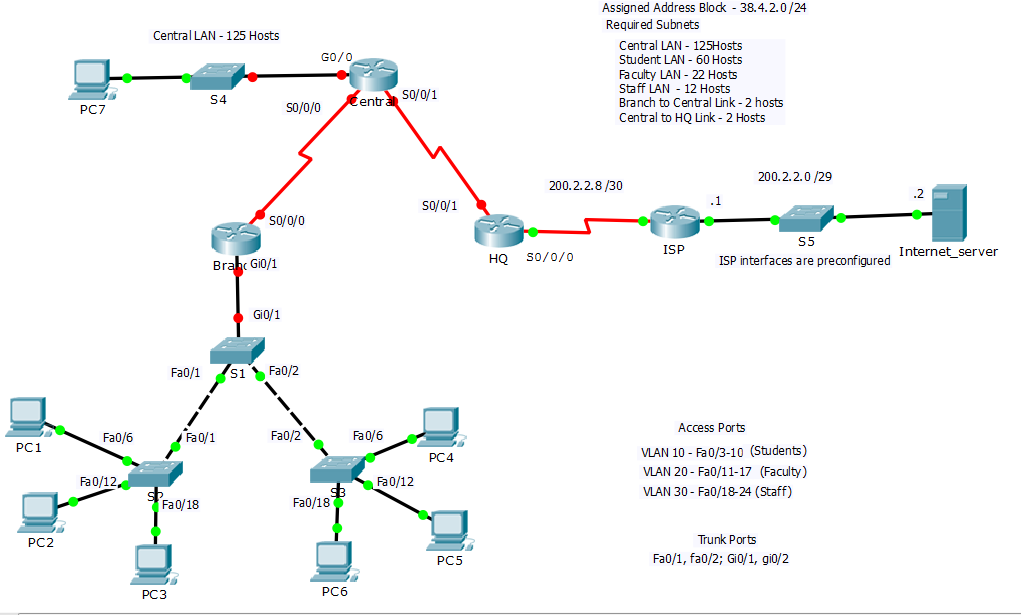 Assigned Address Block - 38.4.2.0 /24
Required Subnets
Central LAN - 125Hosts
Student LAN - 60 Hosts
Faculty LAN - 22 Hosts
Staff LAN - 12 Hosts
Branch to Central Link - 2 hosts
Central to HQ Link - 2 Hosts
Central LAN - 125 Hosts
G0/0
PC7
S4
Central
S0/0/0
S0/0/1
S0/0/0
S0/0/1
200.2.2.8 /30
200.2.2.0 /29
.1
.2
HQ
S0/0/0
ISP
S5
Internet_server
ISP interfaces are preconfigured
Gi0/1
Gi0/1
S1
Fa0/1
Fa0/2
Fa0/1
Fa0/2
PC1
Fa0/6
Fa0/12
S2
Fa0/18
PC2
PC3
Fa0/6
PC4
S3
Fa0/12
Fa0/18
PC5
PC6
Access Ports
VLAN 10 - Fa0/3-10 (Students)
VLAN 20 - Fa0/11-17 (Faculty)
VLAN 30 - Fa0/18-24 (Staff)
Trunk Ports
Fa0/1, fa0/2; Gi0/1, gi0/2